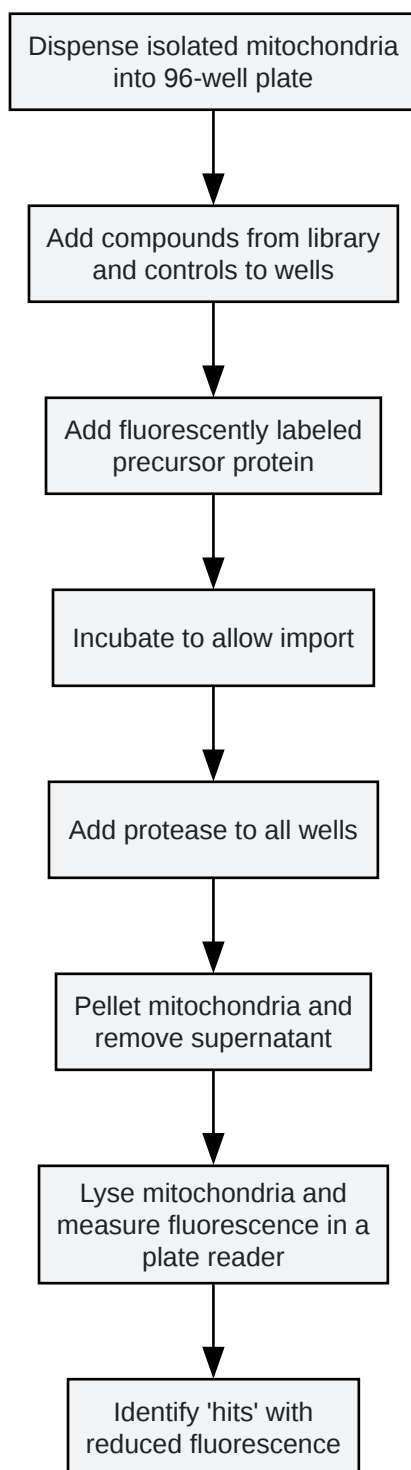 Dispense isolated mitochondria
into 96-well plate
Add compounds from library
and controls to wells
Add fluorescently labeled
precursor protein
Incubate to allow import
Add protease to all wells
Pellet mitochondria and
remove supernatant
Lyse mitochondria and
measure fluorescence in a
plate reader
Identify 'hits' with
reduced fluorescence